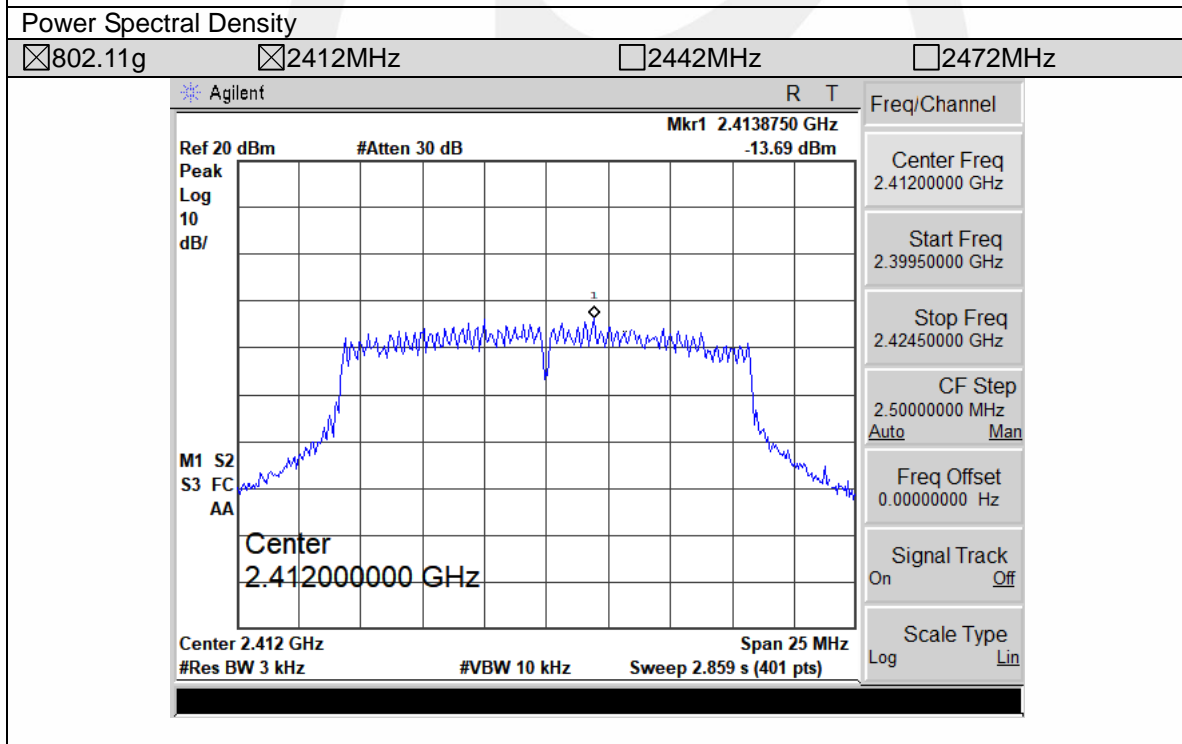 Power Spectral Density
☒802.11g ☒2412MHz ☐2442MHz ☐2472MHz
Agilent R T
Freq/Channel
Mkr1 2.4138750 GHz
Ref 20 dBm #Atten 30 dB -13.69 dBm
Peak
Log
10
dB/
1
M1 S2
S3 FC
AA
Center
2.412000000 GHz
Center 2.412 GHz Span 25 MHz
#Res BW 3 kHz #VBW 10 kHz Sweep 2.859 s (401 pts)
Center Freq
2.41200000 GHz
Start Freq
2.39950000 GHz
Stop Freq
2.42450000 GHz
CF Step
2.50000000 MHz
Auto Man
Freq Offset
0.00000000 Hz
Signal Track
On Off
Scale Type
Log Lin